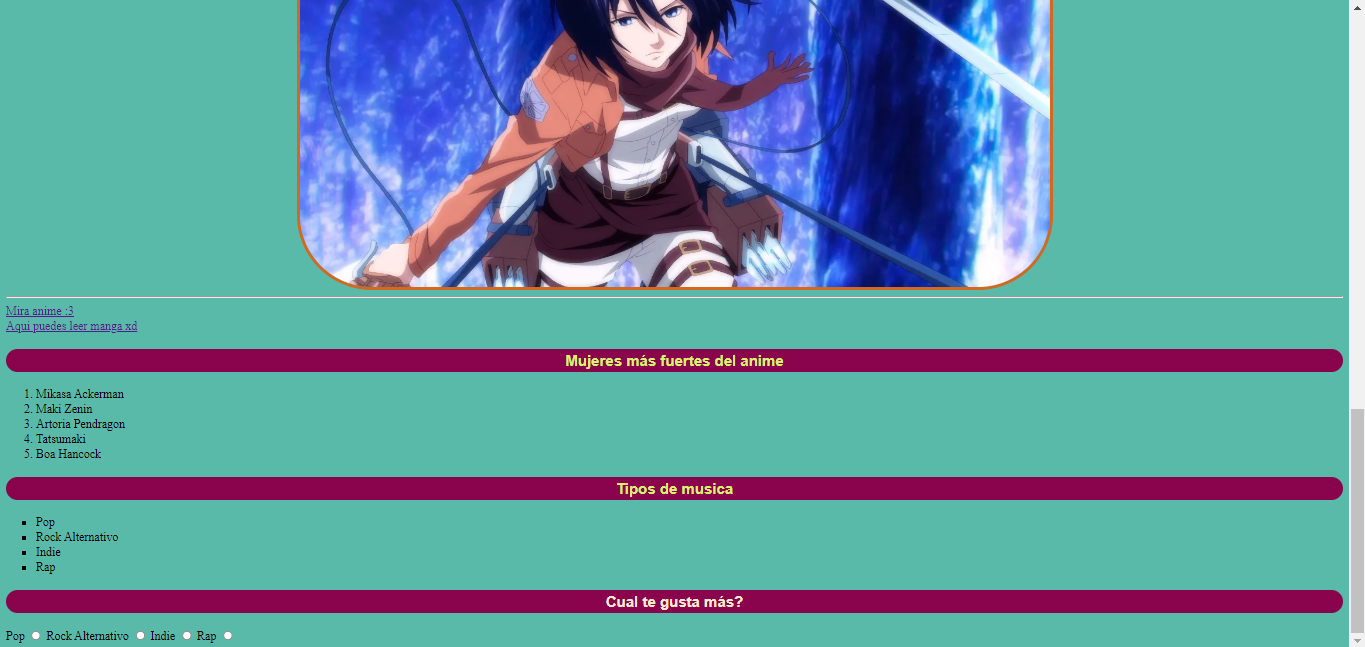 Mira anime :3
Aqui puedes leer manga xd
Mujeres más fuertes del anime
1. Mikasa Ackerman
2. Maki Zenin
3. Artoria Pendragon
4. Tatsumaki
5. Boa Hancock
Tipos de musica
Pop
Rock Alternativo
Indie
Rap
Cual te gusta más?
Pop Rock Alternativo Indie Rap